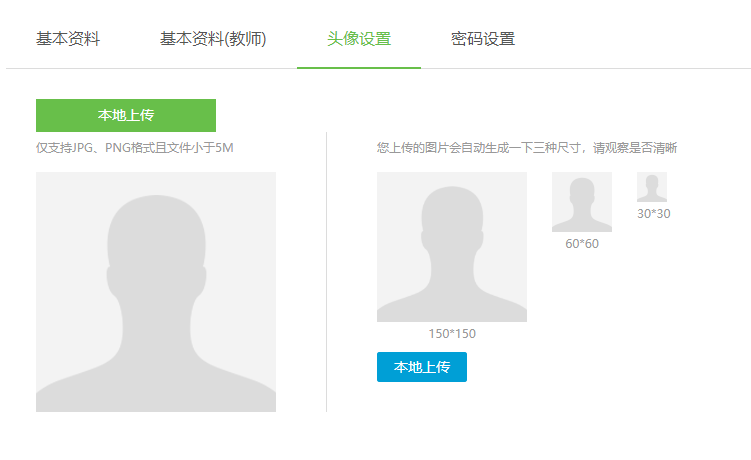 基本资料 基本资料(教师) 头像设置 密码设置
本地上传
仅支持JPG、PNG格式且文件小于5M
您上传的图片会自动生成一下三种尺寸，请观察是否清晰
30*30
60*60
150*150
本地上传